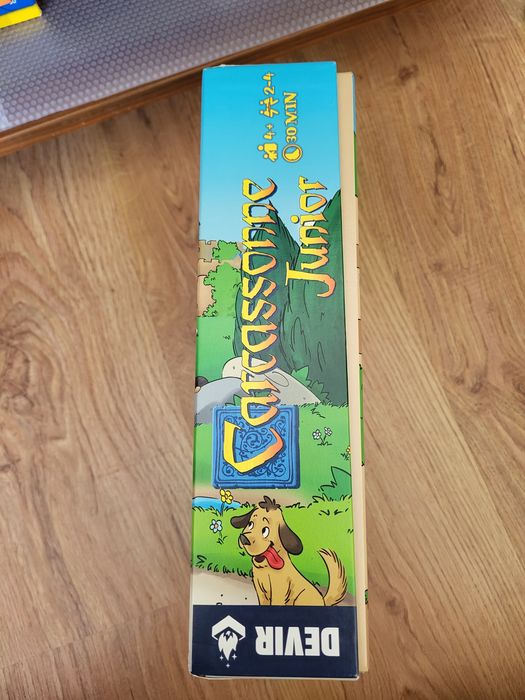 Carcassonne
Junior
4+ 2-4
30 MIN
DEVIR